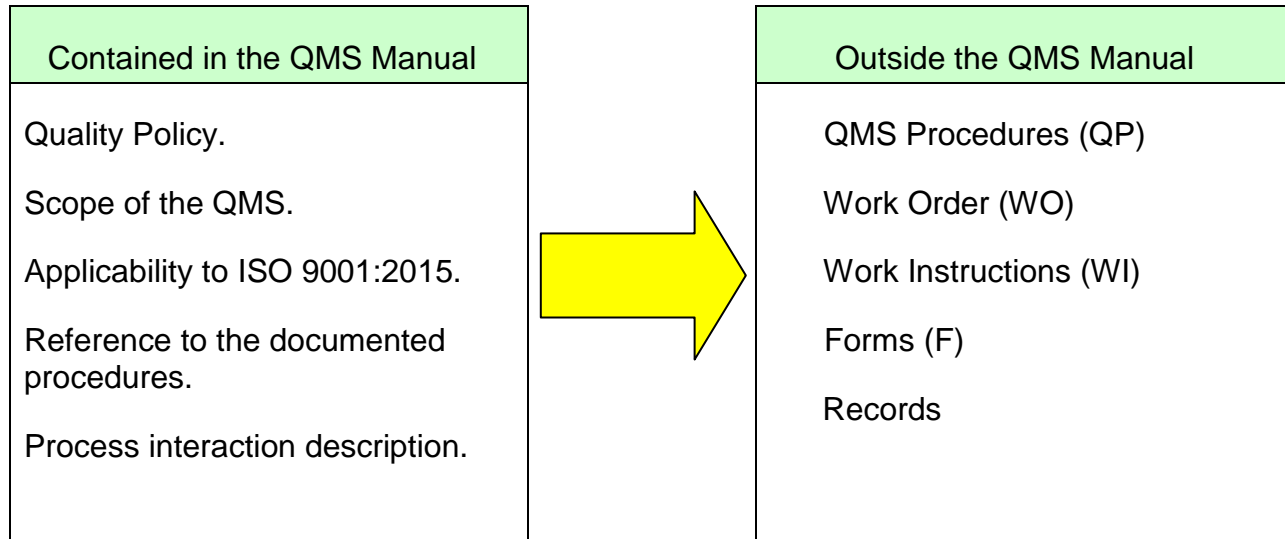 Contained in the QMS Manual
Quality Policy.
Scope of the QMS.
Applicability to ISO 9001:2015.
Reference to the documented
procedures.
Process interaction description.
Outside the QMS Manual
QMS Procedures (QP)
Work Order (WO)
Work Instructions (WI)
Forms (F)
Records